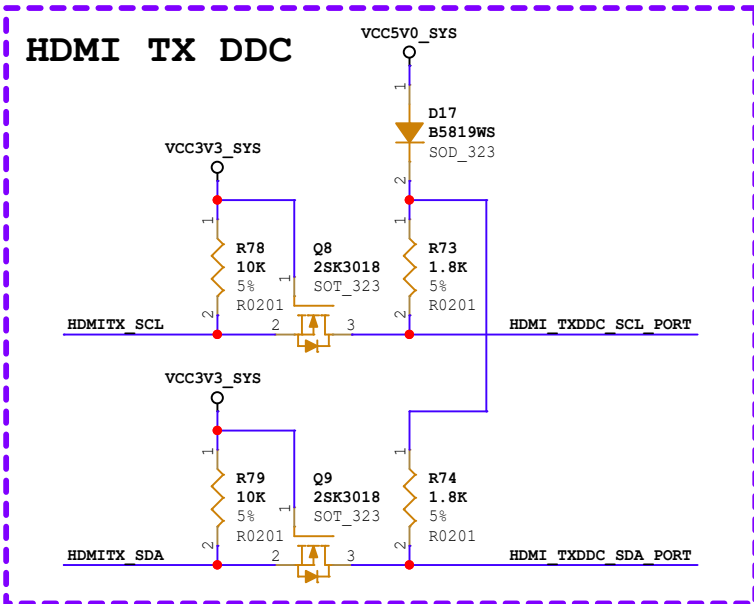 HDMI TX DDC
VCC5V0_SYS
1
D17
B5819WS
SOD_323
2
VCC3V3_SYS
1
R78
10K
5%
R0201
2
Q8
2SK3018
SOT_323
1
2
3
1
R73
1.8K
5%
R0201
2
HDMITX_SCL
HDMI_TXDDC_SCL_PORT
VCC3V3_SYS
1
R79
10K
5%
R0201
2
Q9
2SK3018
SOT_323
1
2
3
1
R74
1.8K
5%
R0201
2
HDMITX_SDA
HDMI_TXDDC_SDA_PORT